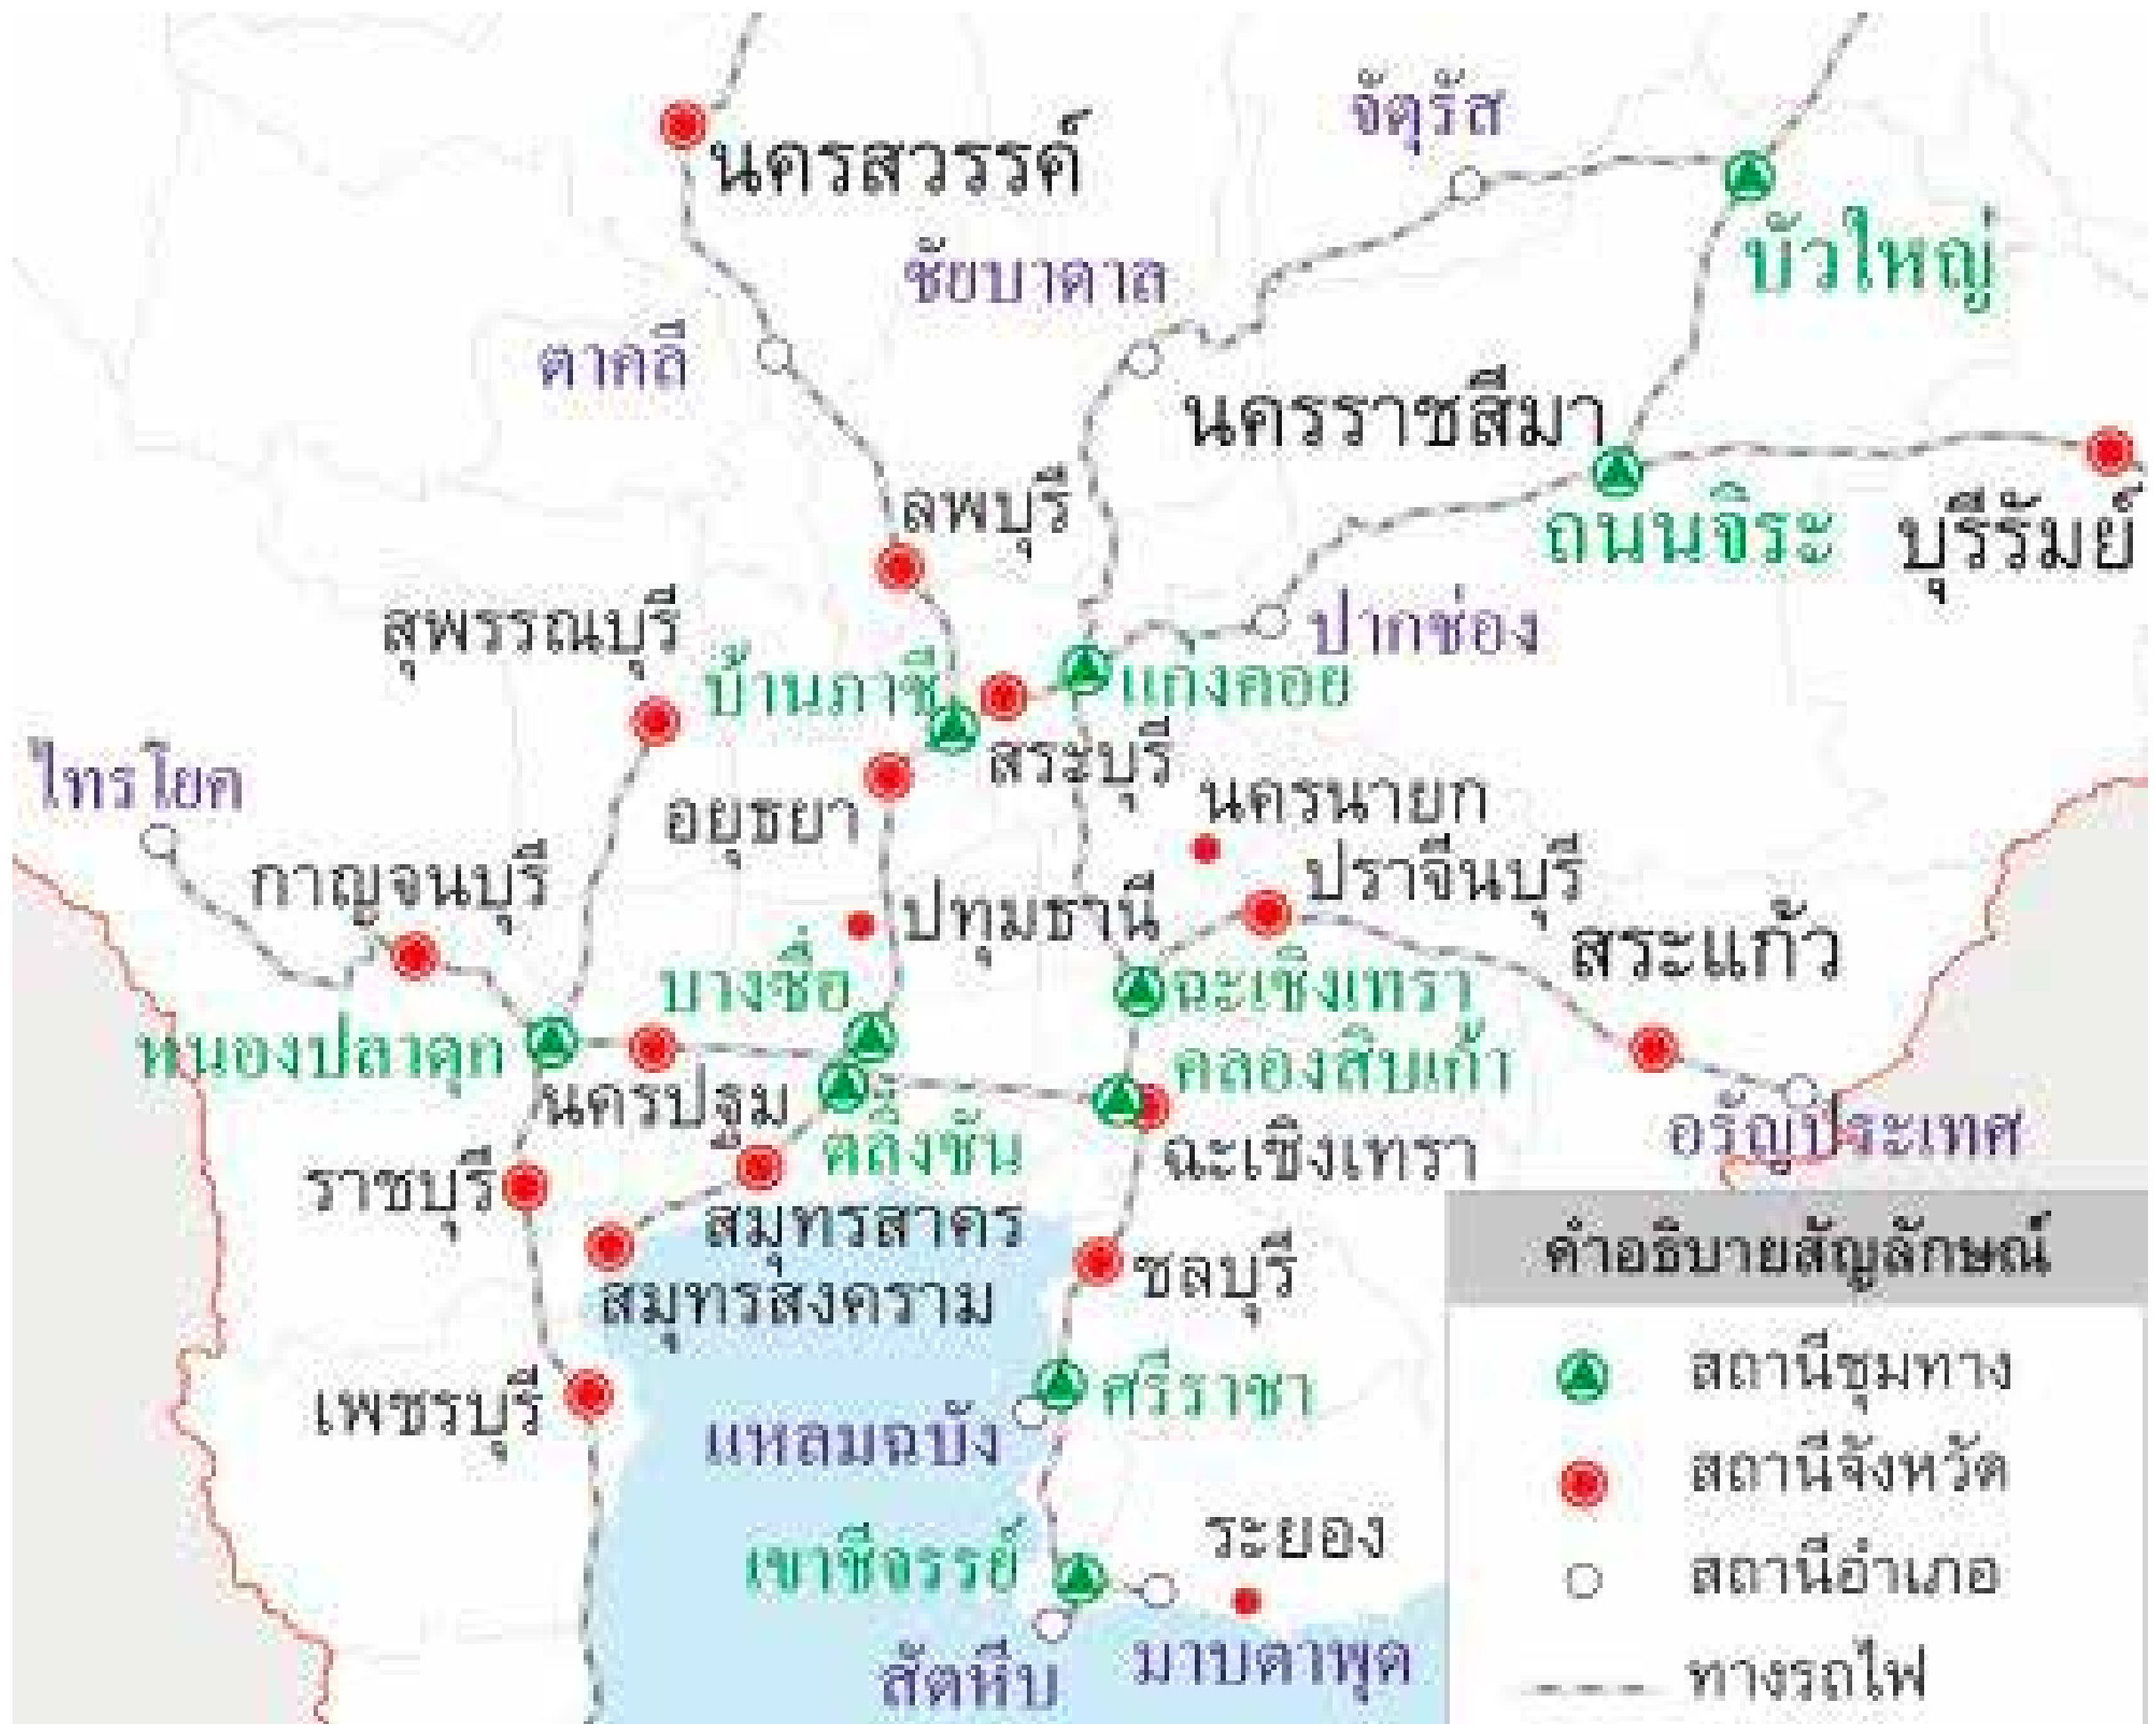 จัตุรัส
นครสวรรค์
บัวใหญ่
ชัยบาดาล
ตาคลี
นครราชสีมา
ลพบุรี
ถนนจิระ
บุรีรัมย์
สุพรรณบุรี
ปากช่อง
บ้านภาชี
แก่งคอย
สระบุรี
ไทรโยค
นครนายก
อยุธยา
กาญจนบุรี
ปราจีนบุรี
ปทุมธานี
สระแก้ว
บางซื่อ
ฉะเชิงเทรา
หนองปลาดุก
คลองสิบเก้า
นครปฐม
ตลิ่งชัน
ฉะเชิงเทรา
อรัญประเทศ
ราชบุรี
สมุทรสาคร
ชลบุรี
สมุทรสงคราม
เพชรบุรี
ศรีราชา
แหลมฉบัง
ระยอง
เขาชีจรรย์
มาบตาพุด
สัตหีบ
คำอธิบายสัญลักษณ์
สถานีชุมทาง
สถานีจังหวัด
สถานีอำเภอ
ทางรถไฟ